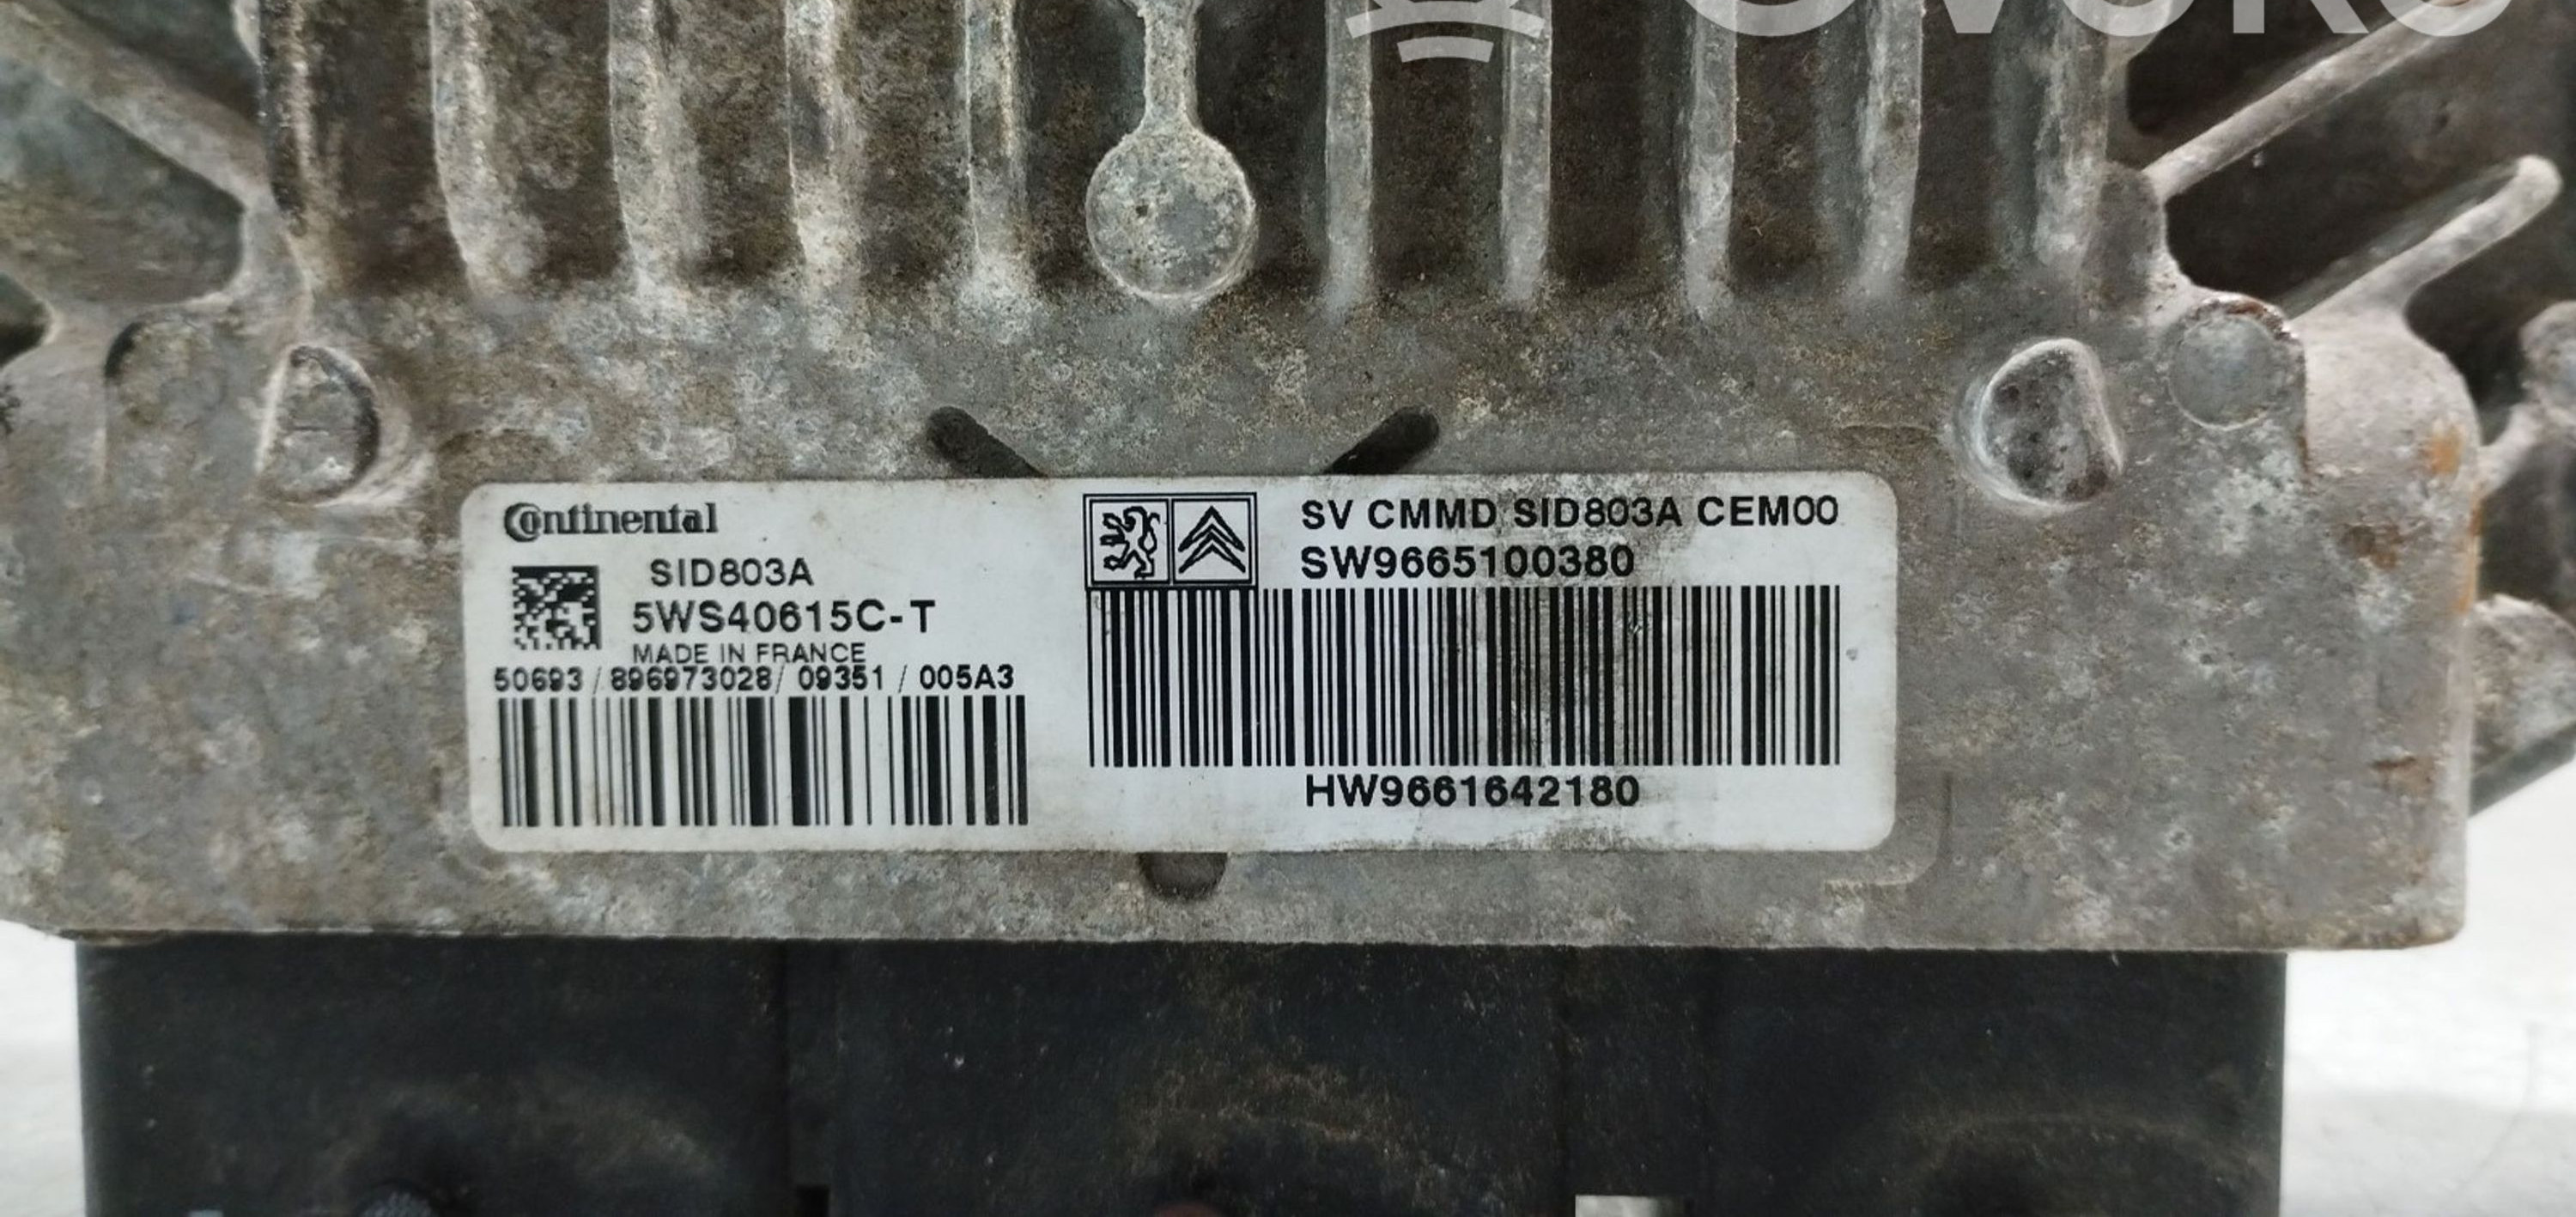 Continental
SID803A
5WS40615C-T
MADE IN FRANCE
50693 / 896973028 / 09351 / 005A3
SV CMMD SID803A CEM00
SW9665100380
HW9661642180